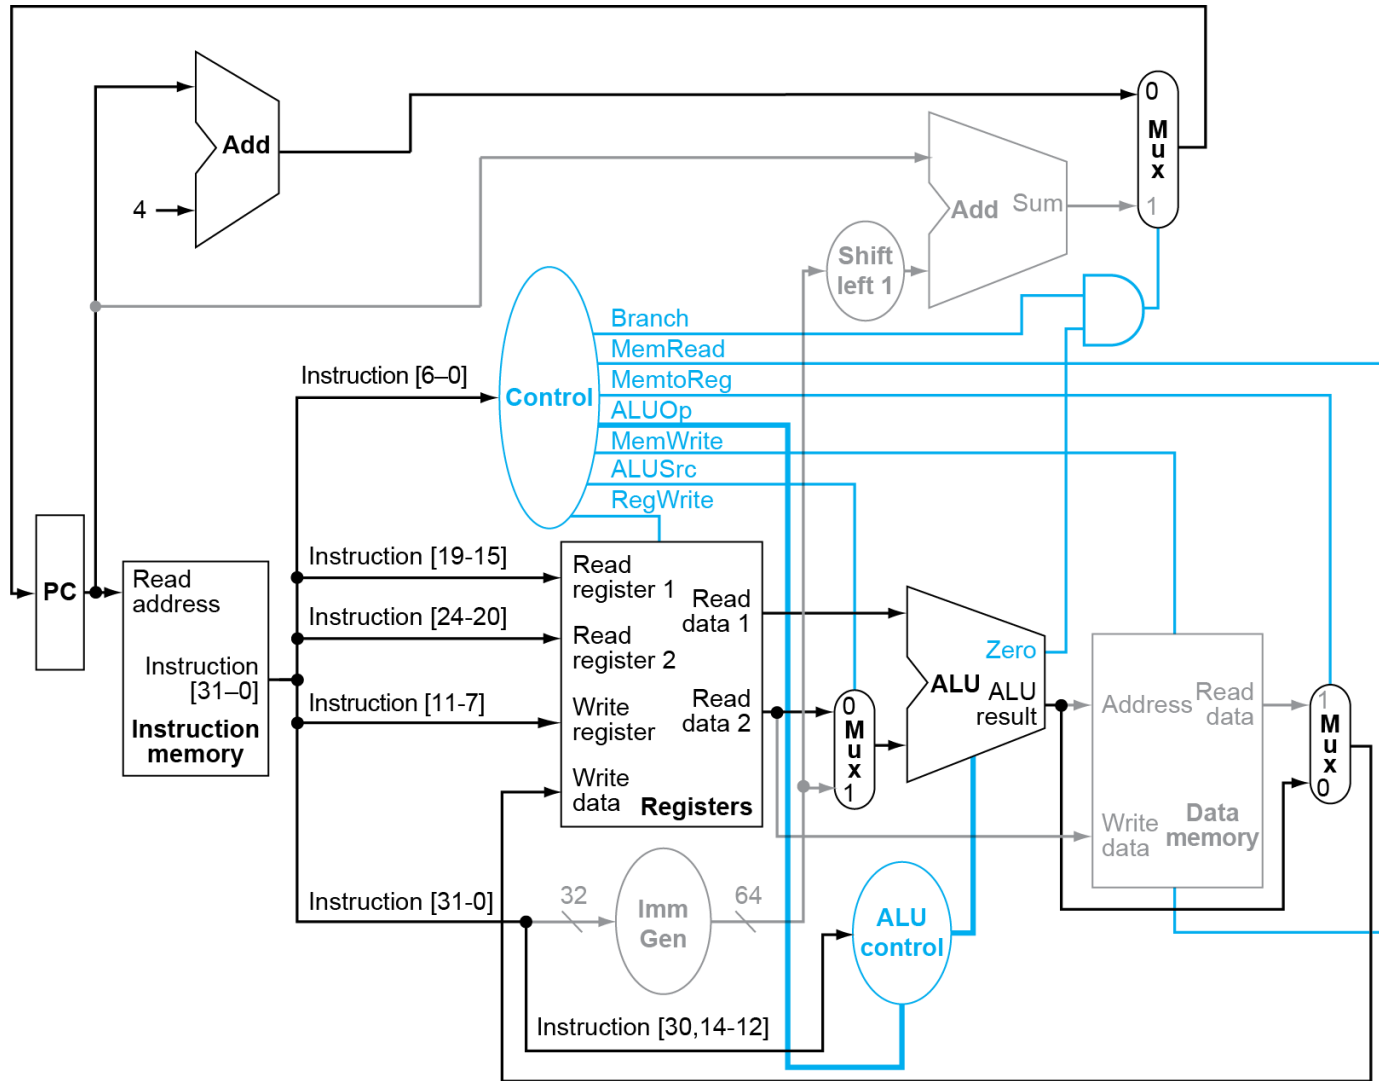 Add
4
0
M
u
x
1
Add Sum
Shift
left 1
Branch
MemRead
MemtoReg
ALUOp
MemWrite
ALUSrc
RegWrite
Control
Instruction [6–0]
PC
Read
address
Instruction
[31–0]
Instruction
memory
Instruction [19-15]
Instruction [24-20]
Instruction [11-7]
Instruction [31-0]
Read
register 1
Read
register 2
Write
register
Write
data
Read
data 1
Read
data 2
Registers
0
M
u
x
1
Zero
ALU
ALU
result
Address
Read
data
Write
data
Data
memory
1
M
u
x
0
32
Imm
Gen
64
ALU
control
Instruction [30,14-12]